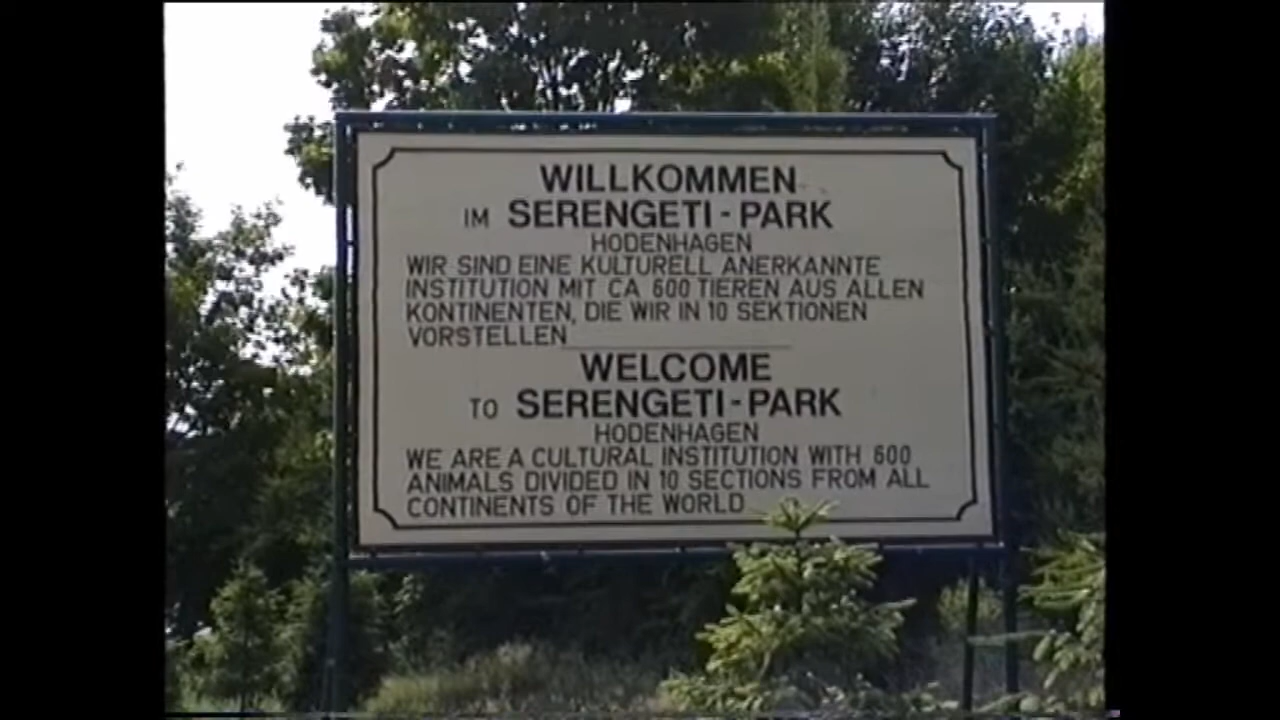 WILLKOMMEN
IM SERENGETI-PARK
HODENHAGEN
WIR SIND EINE KULTURELL ANERKANNTE
INSTITUTION MIT CA 600 TIEREN AUS ALLEN
KONTINENTEN, DIE WIR IN 10 SEKTIONEN
VORSTELLEN
WELCOME
TO SERENGETI-PARK
HODENHAGEN
WE ARE A CULTURAL INSTITUTION WITH 600
ANIMALS DIVIDED IN 10 SECTIONS FROM ALL
CONTINENTS OF THE WORLD